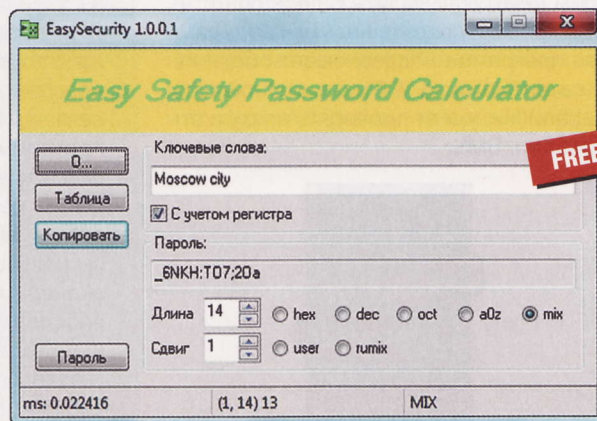 EasySecurity 1.0.0.1
Easy Safety Password Calculator
FREE
О...
Таблица
Копировать
Пароль
Ключевые слова:
Moscow city
С учетом регистра
Пароль:
_6NKH:TO7;2Oa
Длина 14 hex dec oct a0z mix
Сдвиг 1 user rumix
ms: 0.022416 (1, 14) 13 MIX